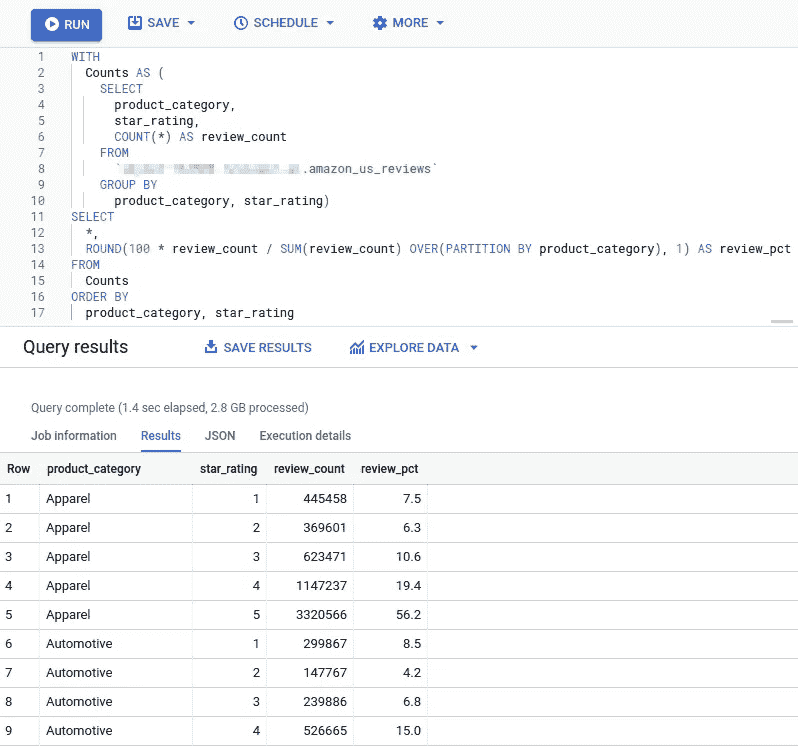 RUN SAVE SCHEDULE MORE
1 WITH
2 Counts AS (
3 SELECT
4 product_category,
5 star_rating,
6 COUNT(*) AS review_count
7 FROM
8 ` .amazon_us_reviews`
9 GROUP BY
10 product_category, star_rating)
11 SELECT
12 *,
13 ROUND(100 * review_count / SUM(review_count) OVER(PARTITION BY product_category), 1) AS review_pct
14 FROM
15 Counts
16 ORDER BY
17 product_category, star_rating
Query results SAVE RESULTS EXPLORE DATA
Query complete (1.4 sec elapsed, 2.8 GB processed)
Job information Results JSON Execution details
Row product_category star_rating review_count review_pct
1 Apparel 1 445458 7.5
2 Apparel 2 369601 6.3
3 Apparel 3 623471 10.6
4 Apparel 4 1147237 19.4
5 Apparel 5 3320566 56.2
6 Automotive 1 299867 8.5
7 Automotive 2 147767 4.2
8 Automotive 3 239886 6.8
9 Automotive 4 526665 15.0